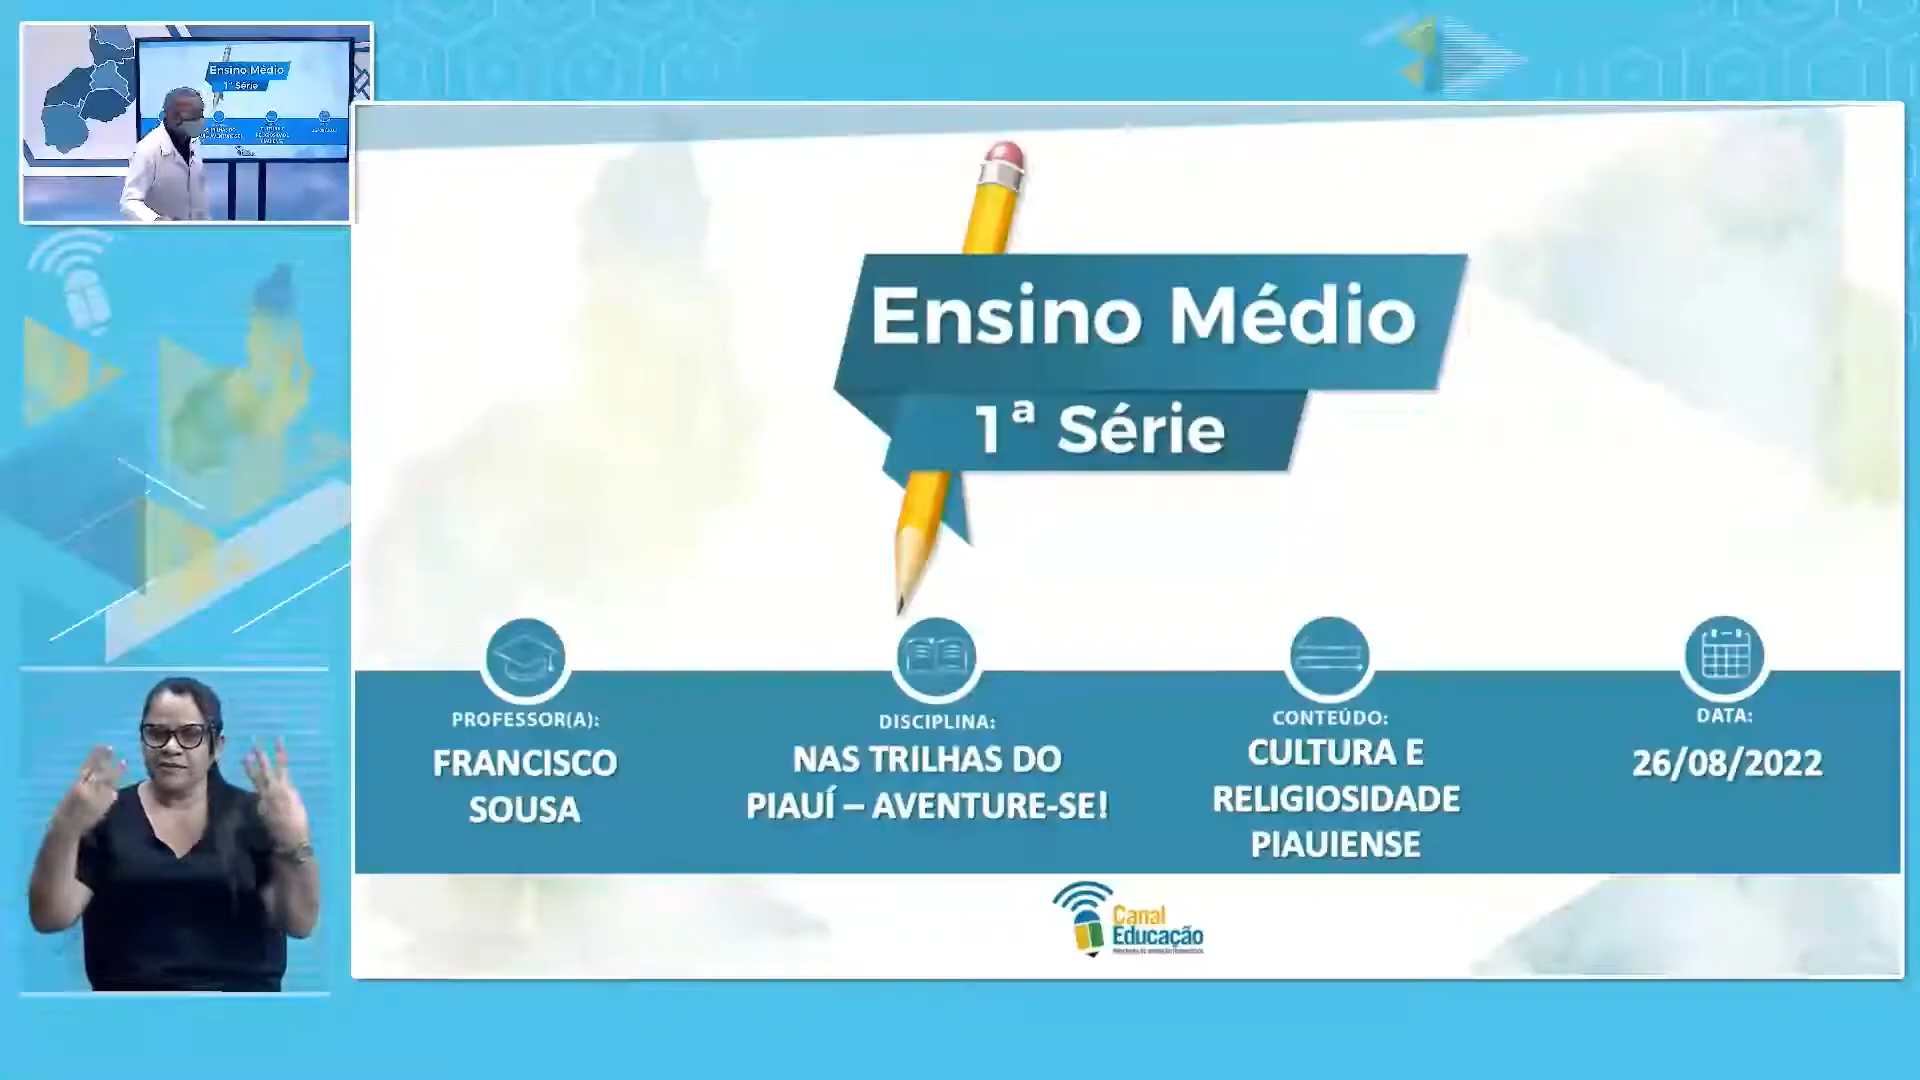 Ensino Médio
1ª Série
Ensino Médio
1ª Série
PROFESSOR(A):
FRANCISCO
SOUSA
DISCIPLINA:
NAS TRILHAS DO
PIAUÍ – AVENTURE-SE!
CONTEÚDO:
CULTURA E
RELIGIOSIDADE
PIAUIENSE
DATA:
26/08/2022
Canal
Educação